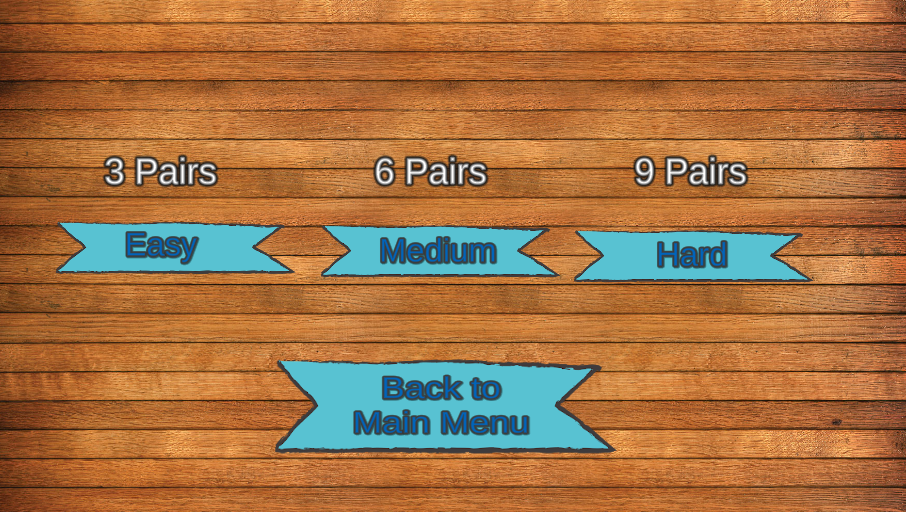 3 Pairs
6 Pairs
9 Pairs
Easy
Medium
Hard
Back to
Main Menu